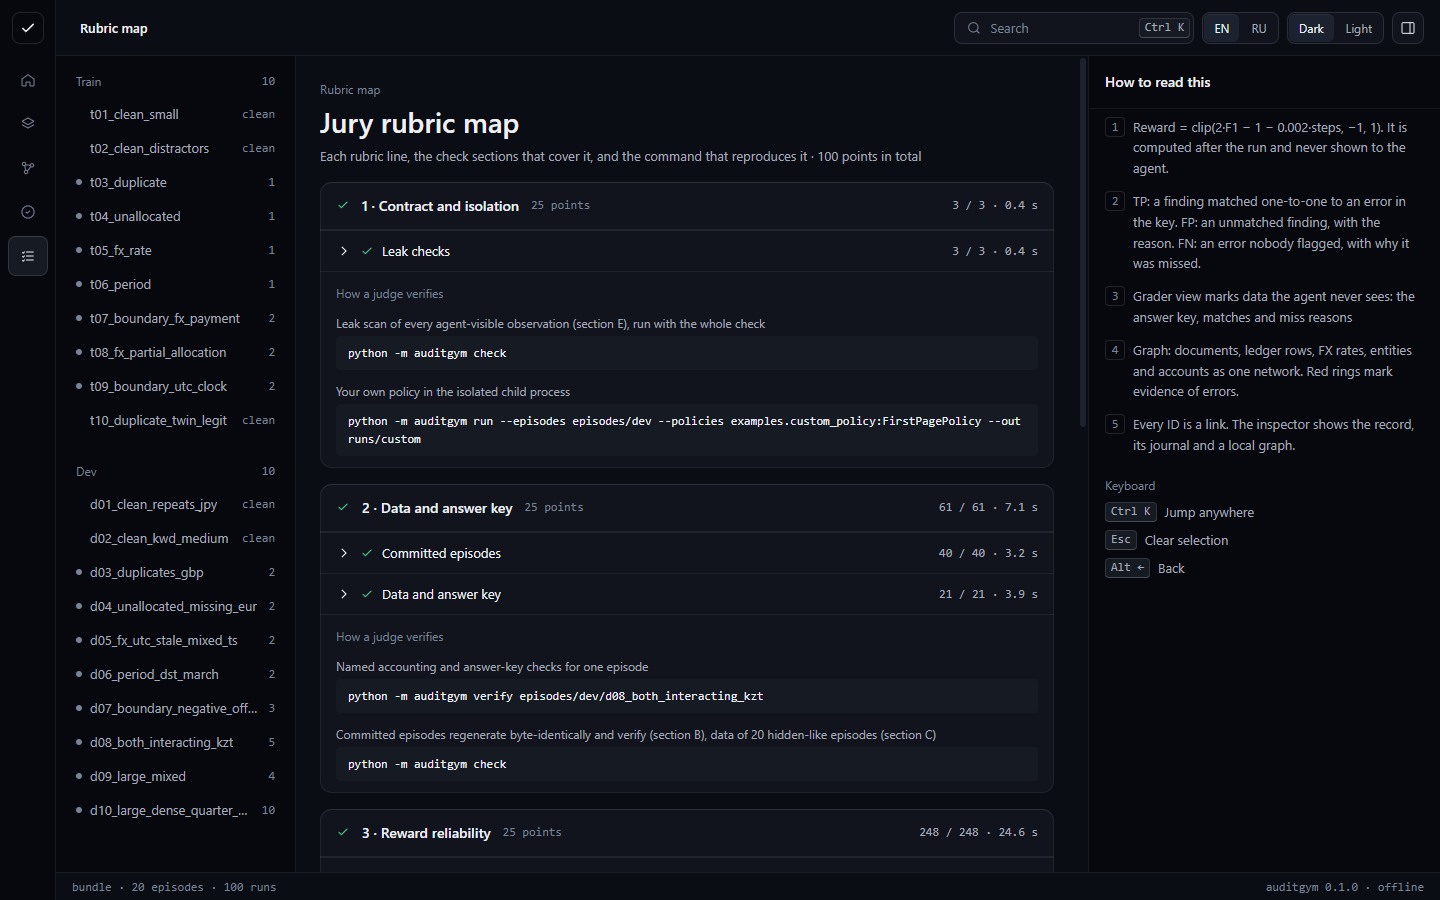 Rubric map
Search
Ctrl K
EN
RU
Dark
Light
Train 10
t01_clean_small clean
t02_clean_distractors clean
t03_duplicate 1
t04_unallocated 1
t05_fx_rate 1
t06_period 1
t07_boundary_fx_payment 2
t08_fx_partial_allocation 2
t09_boundary_utc_clock 2
t10_duplicate_twin_legit clean
Dev 10
d01_clean_repeats_jpy clean
d02_clean_kwd_medium clean
d03_duplicates_gbp 2
d04_unallocated_missing_eur 2
d05_fx_utc_stale_mixed_ts 2
d06_period_dst_march 2
d07_boundary_negative_off... 3
d08_both_interacting_kzt 5
d09_large_mixed 4
d10_large_dense_quarter_... 10
Rubric map
Jury rubric map
Each rubric line, the check sections that cover it, and the command that reproduces it · 100 points in total
1 · Contract and isolation 25 points 3 / 3 · 0.4 s
Leak checks 3 / 3 · 0.4 s
How a judge verifies
Leak scan of every agent-visible observation (section E), run with the whole check
python -m auditgym check
Your own policy in the isolated child process
python -m auditgym run --episodes episodes/dev --policies examples.custom_policy:FirstPagePolicy --out
runs/custom
2 · Data and answer key 25 points 61 / 61 · 7.1 s
Committed episodes 40 / 40 · 3.2 s
Data and answer key 21 / 21 · 3.9 s
How a judge verifies
Named accounting and answer-key checks for one episode
python -m auditgym verify episodes/dev/d08_both_interacting_kzt
Committed episodes regenerate byte-identically and verify (section B), data of 20 hidden-like episodes (section C)
python -m auditgym check
3 · Reward reliability 25 points 248 / 248 · 24.6 s
How to read this
1 Reward = clip(2·F1 − 1 − 0.002·steps, −1, 1). It is
computed after the run and never shown to the
agent.
2 TP: a finding matched one-to-one to an error in
the key. FP: an unmatched finding, with the
reason. FN: an error nobody flagged, with why it
was missed.
3 Grader view marks data the agent never sees: the
answer key, matches and miss reasons
4 Graph: documents, ledger rows, FX rates, entities
and accounts as one network. Red rings mark
evidence of errors.
5 Every ID is a link. The inspector shows the record,
its journal and a local graph.
Keyboard
Ctrl K Jump anywhere
Esc Clear selection
Alt ← Back
bundle · 20 episodes · 100 runs
auditgym 0.1.0 · offline